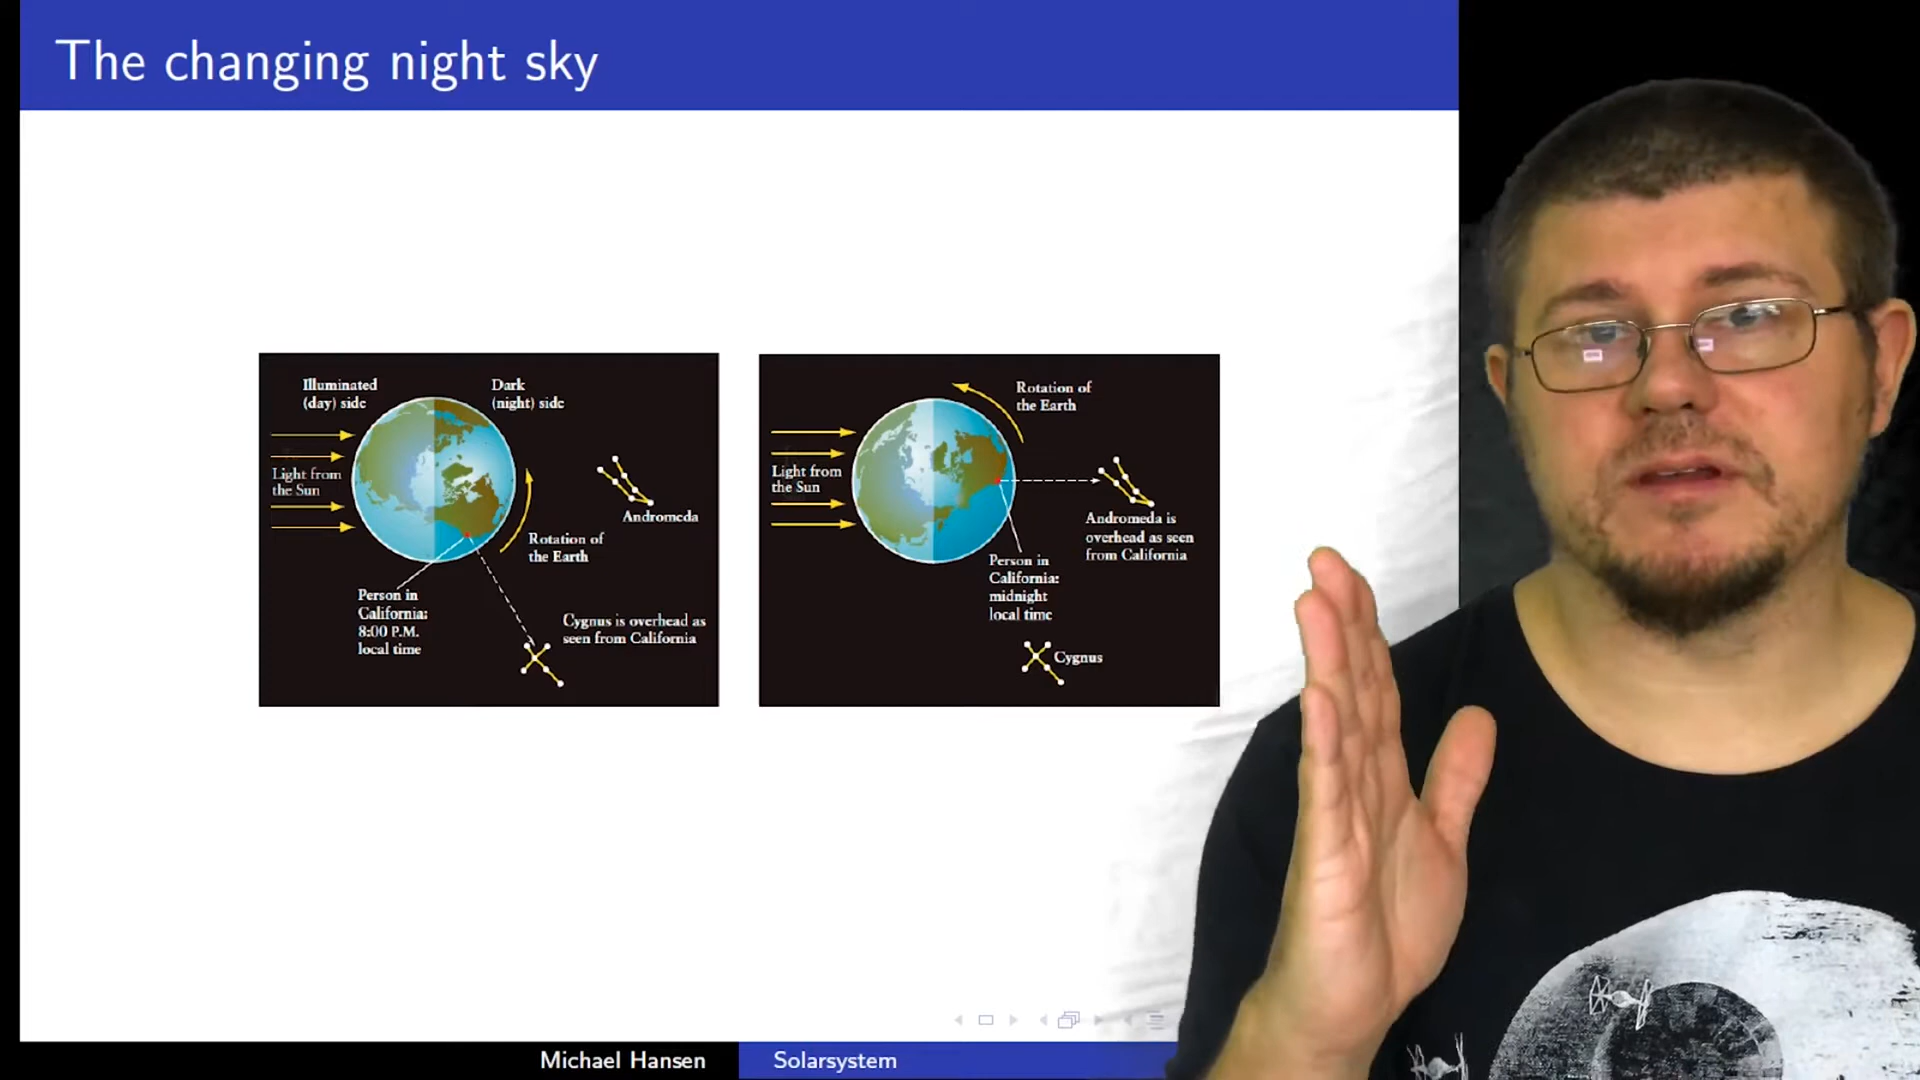 The changing night sky
Illuminated
(day) side
Dark
(night) side
Light from
the Sun
Andromeda
Rotation of
the Earth
Person in
California:
8:00 P.M.
local time
Cygnus is overhead as
seen from California
Rotation of
the Earth
Light from
the Sun
Andromeda is
overhead as seen
from California
Person in
California:
midnight
local time
Cygnus
Michael Hansen
Solarsystem